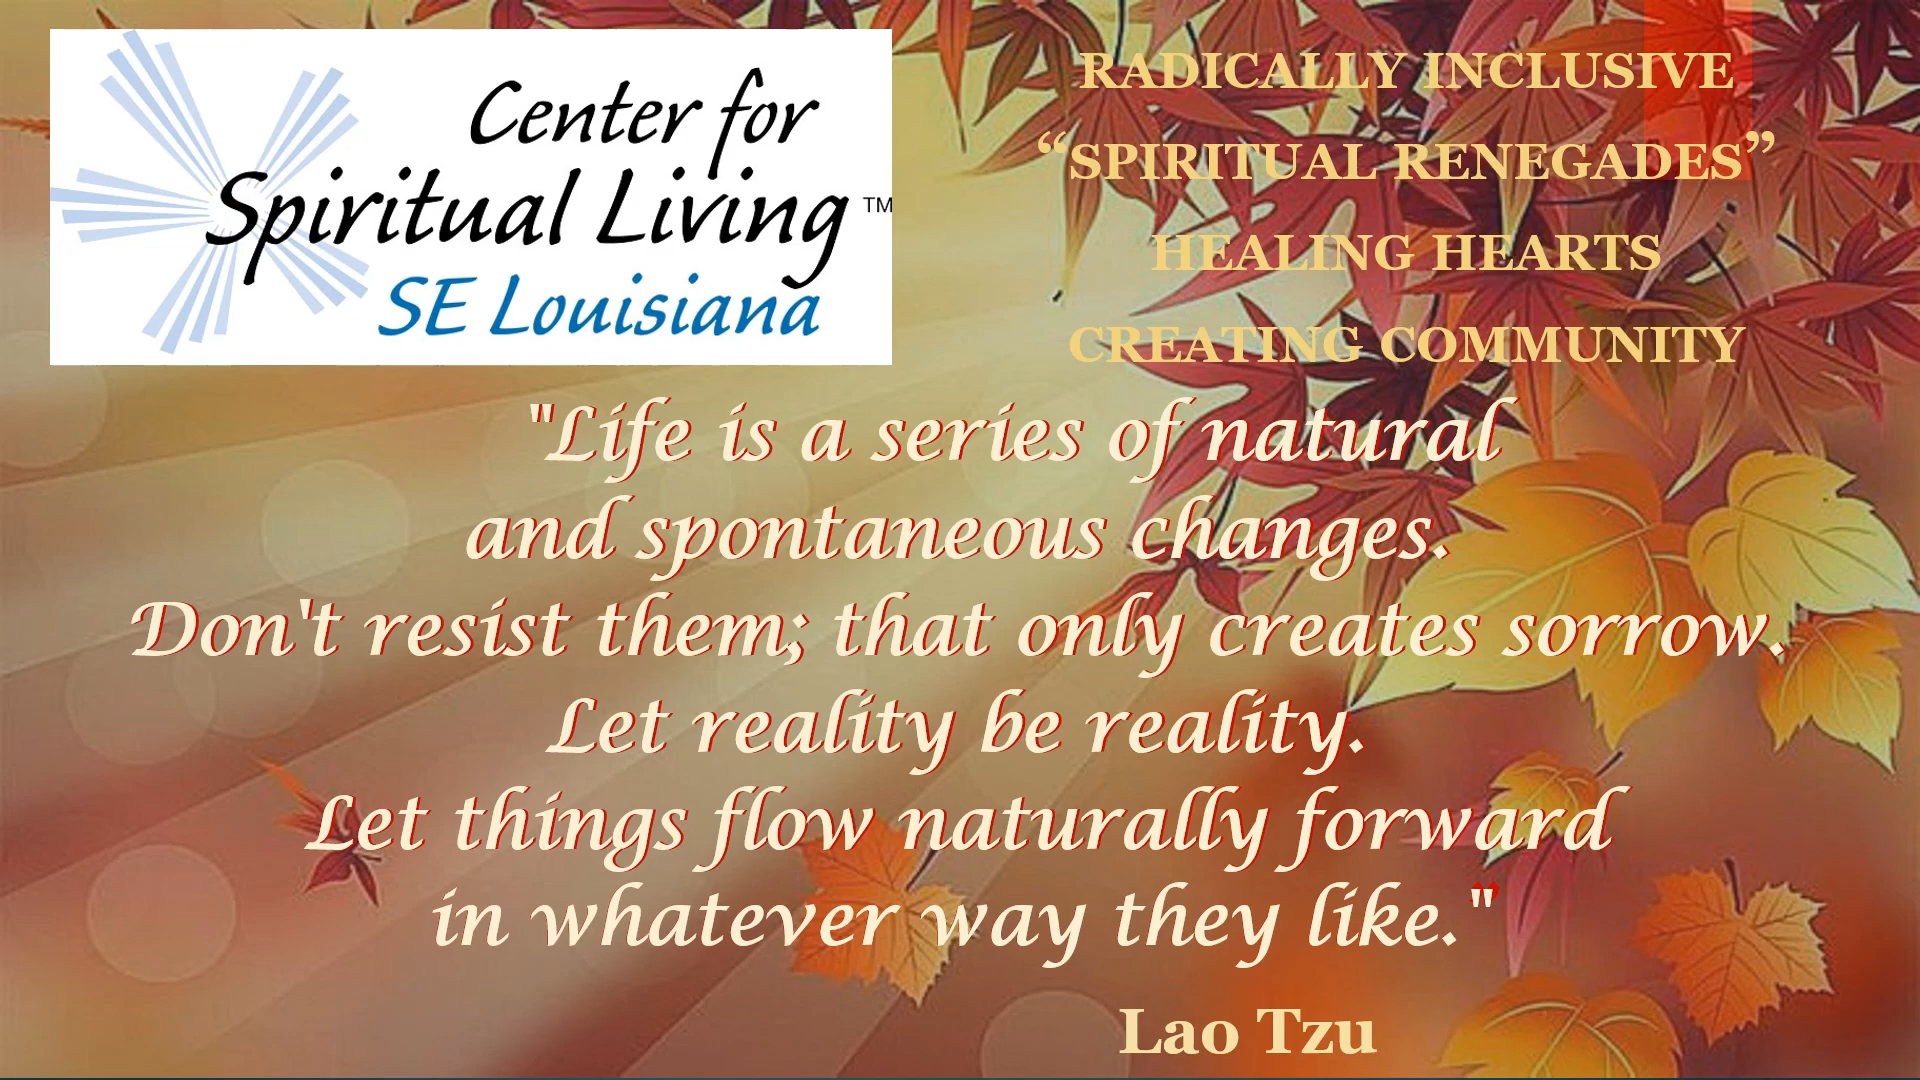 Center for
Spiritual Living™
SE Louisiana
RADICALLY INCLUSIVE
“SPIRITUAL RENEGADES”
HEALING HEARTS
CREATING COMMUNITY
"Life is a series of natural
and spontaneous changes.
Don't resist them; that only creates sorrow.
Let reality be reality.
Let things flow naturally forward
in whatever way they like."
Lao Tzu